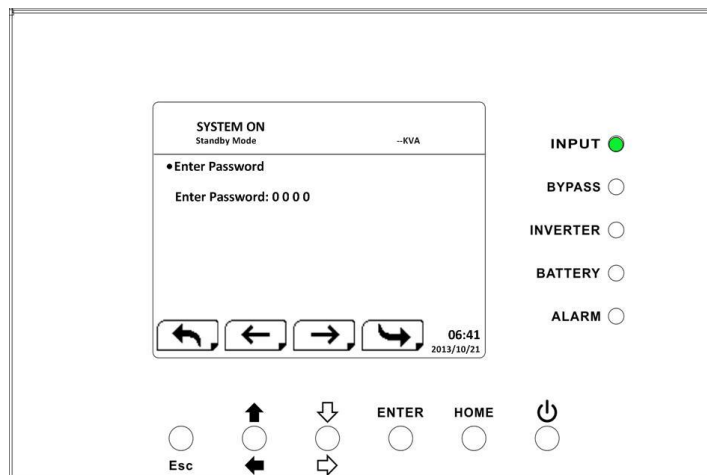 SYSTEM ON
Standby Mode --KVA
•Enter Password
Enter Password: 0 0 0 0
06:41
2013/10/21
INPUT
BYPASS
INVERTER
BATTERY
ALARM
ENTER HOME
Esc